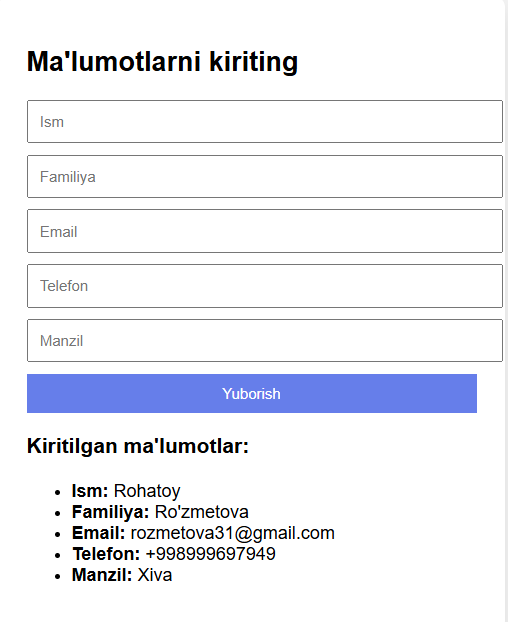 Ma'lumotlarni kiriting
Ism
Familiya
Email
Telefon
Manzil
Yuborish
Kiritilgan ma'lumotlar:
• Ism: Rohatoy
• Familiya: Ro'zmetova
• Email: rozmetova31@gmail.com
• Telefon: +998999697949
• Manzil: Xiva